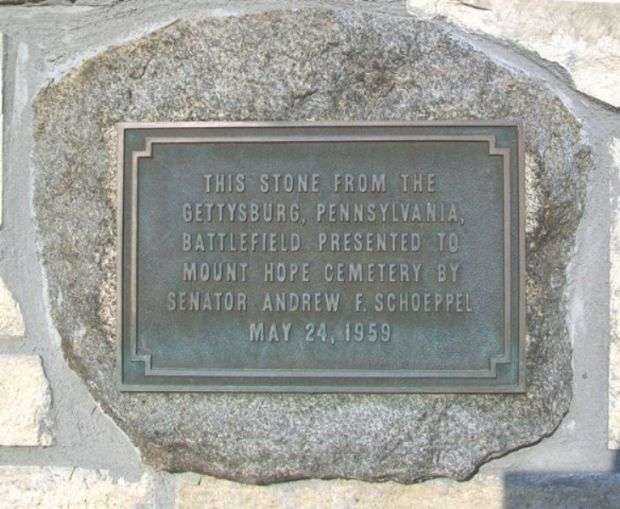 THIS STONE FROM THE
GETTYSBURG, PENNSYLVANIA,
BATTLEFIELD PRESENTED TO
MOUNT HOPE CEMETERY BY
SENATOR ANDREW F. SCHOEPPEL
MAY 24, 1959